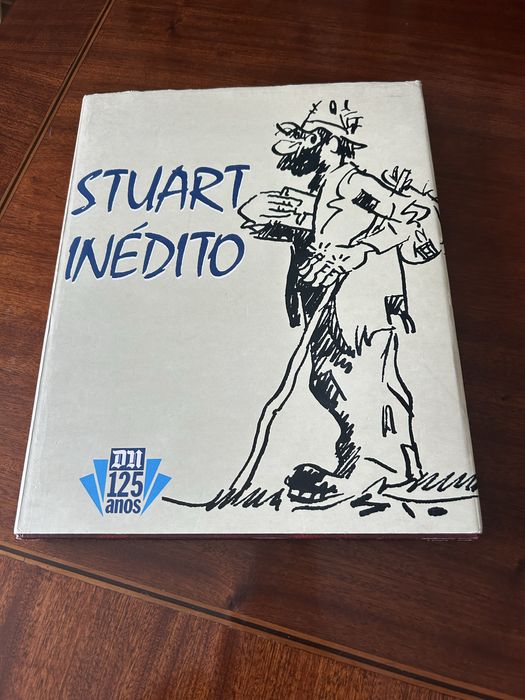 STUART
INÉDITO
DN
125
anos